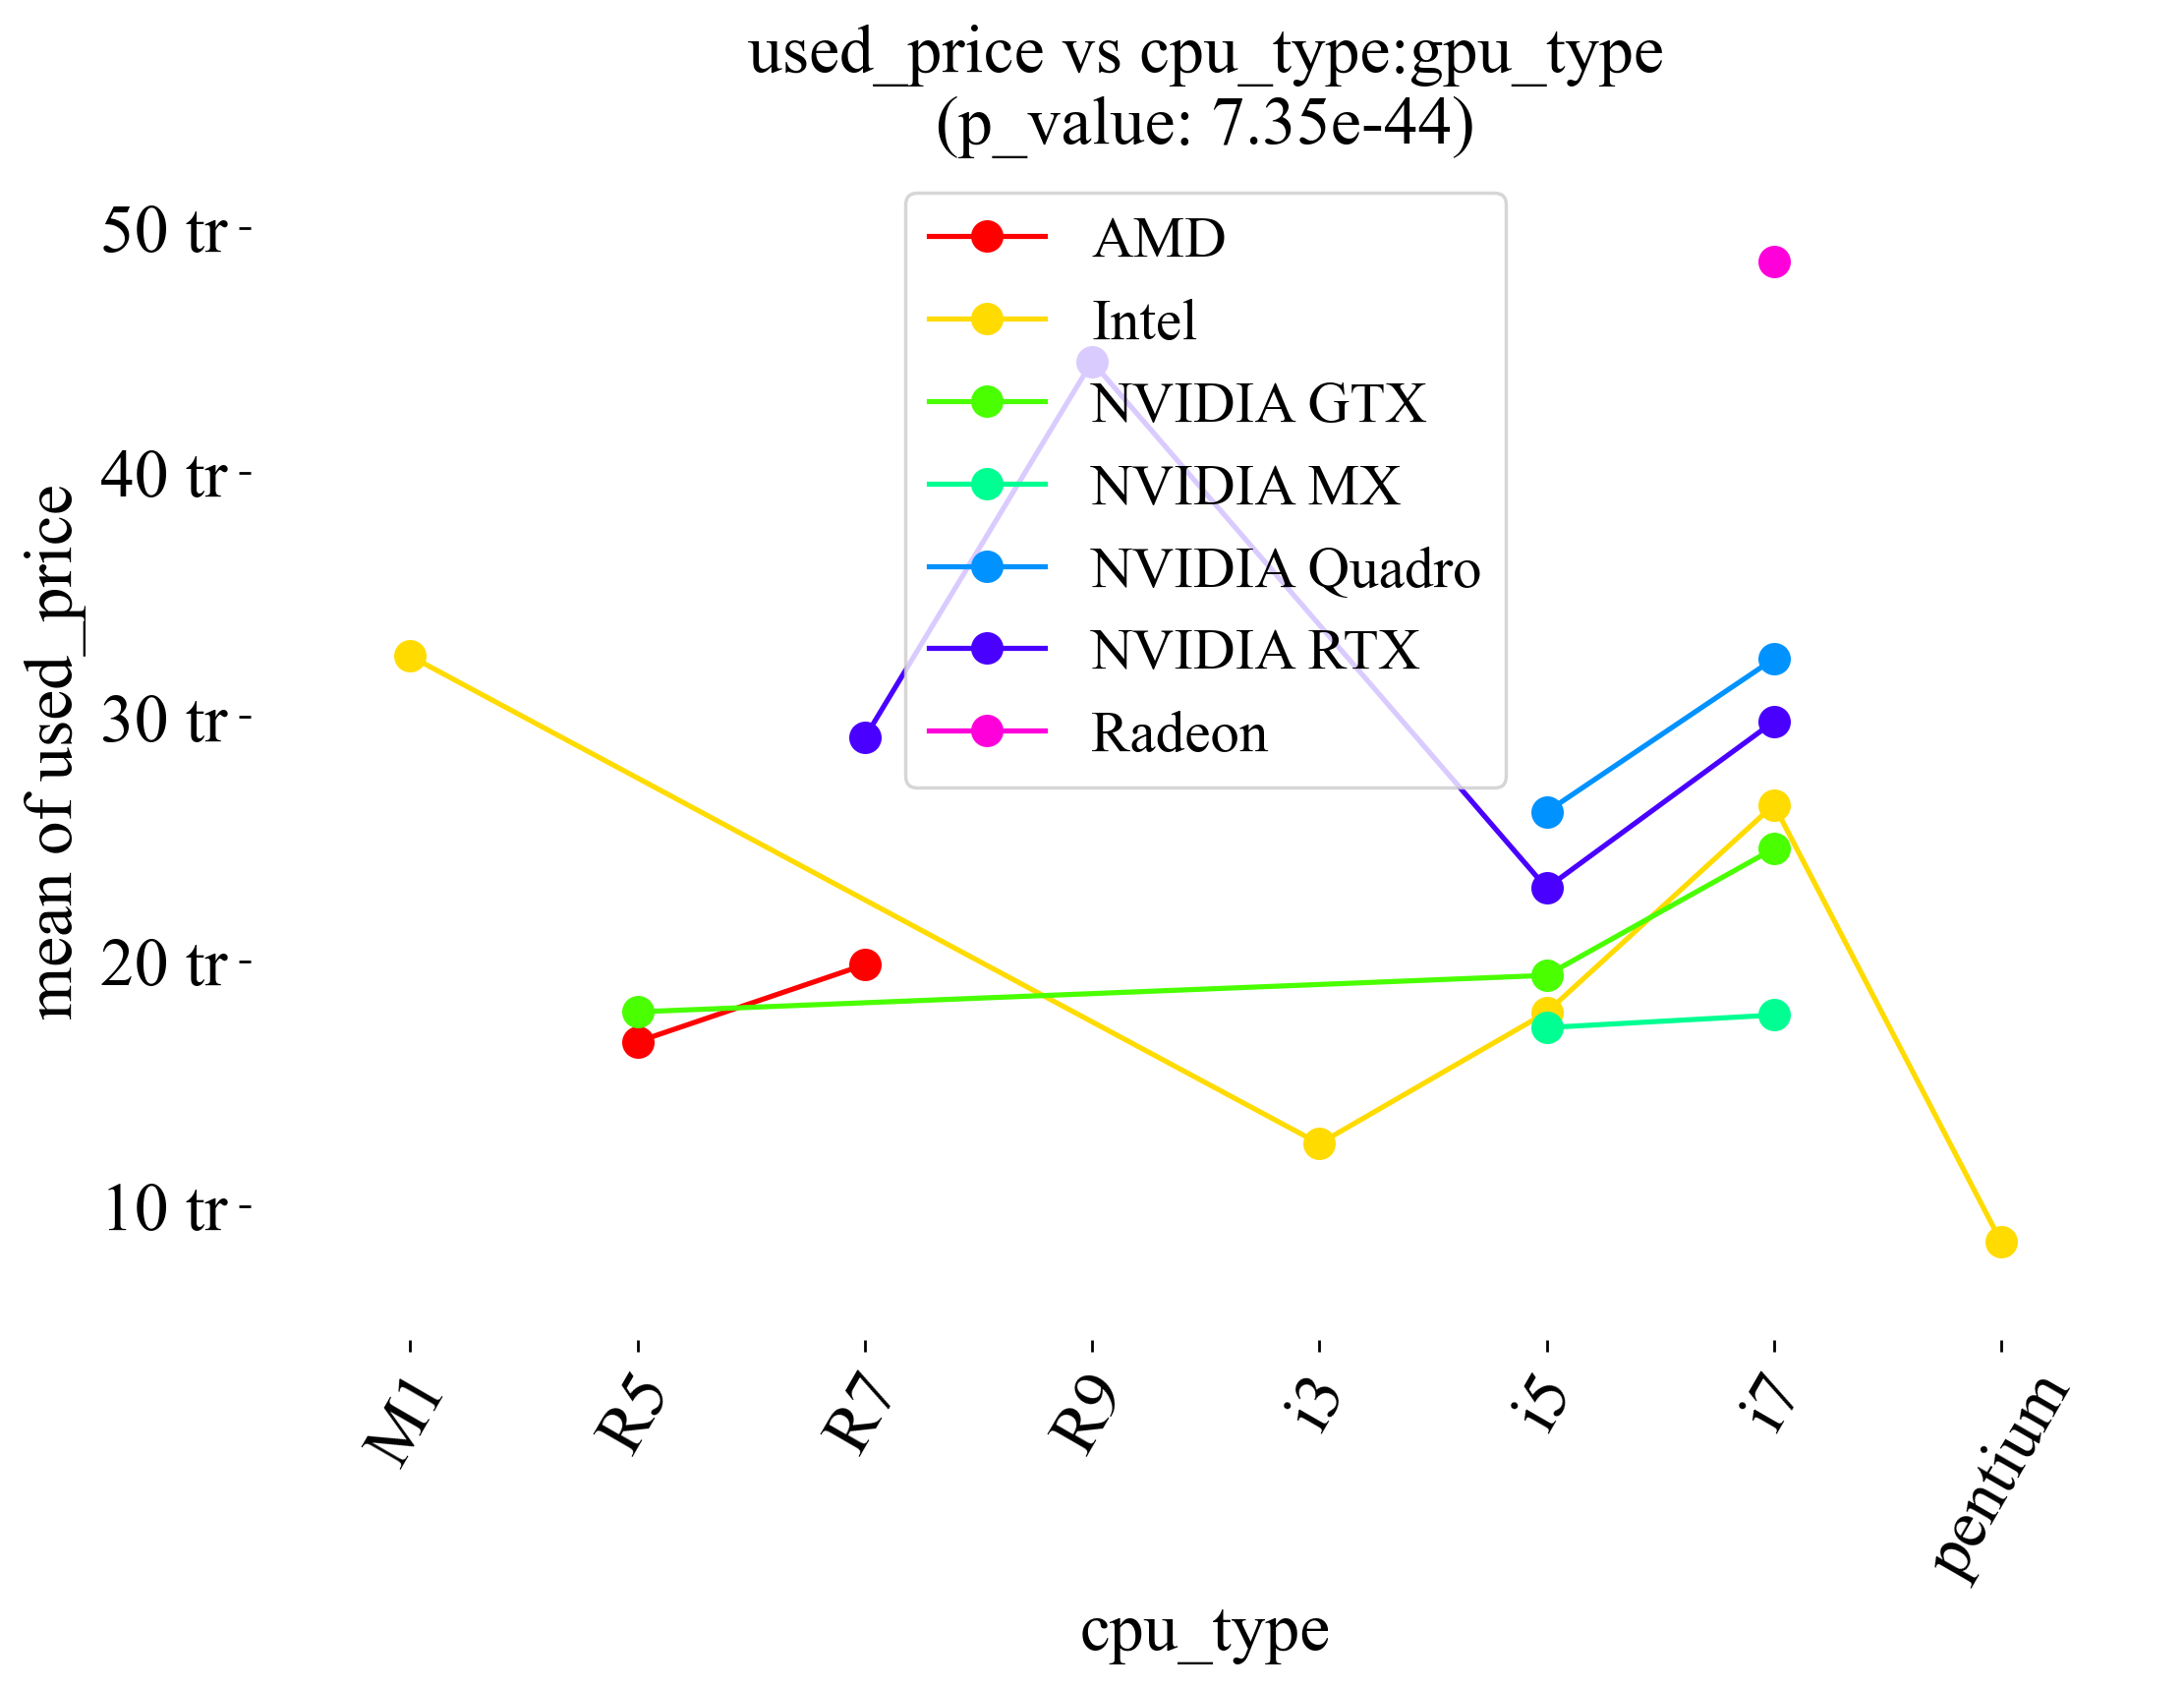 used_price vs cpu_type:gpu_type
(p_value: 7.35e-44)
50 tr
40 tr
30 tr
20 tr
10 tr
mean of used_price
AMD
Intel
NVIDIA GTX
NVIDIA MX
NVIDIA Quadro
NVIDIA RTX
Radeon
M1
R5
R7
R9
i3
i5
i7
pentium
cpu_type